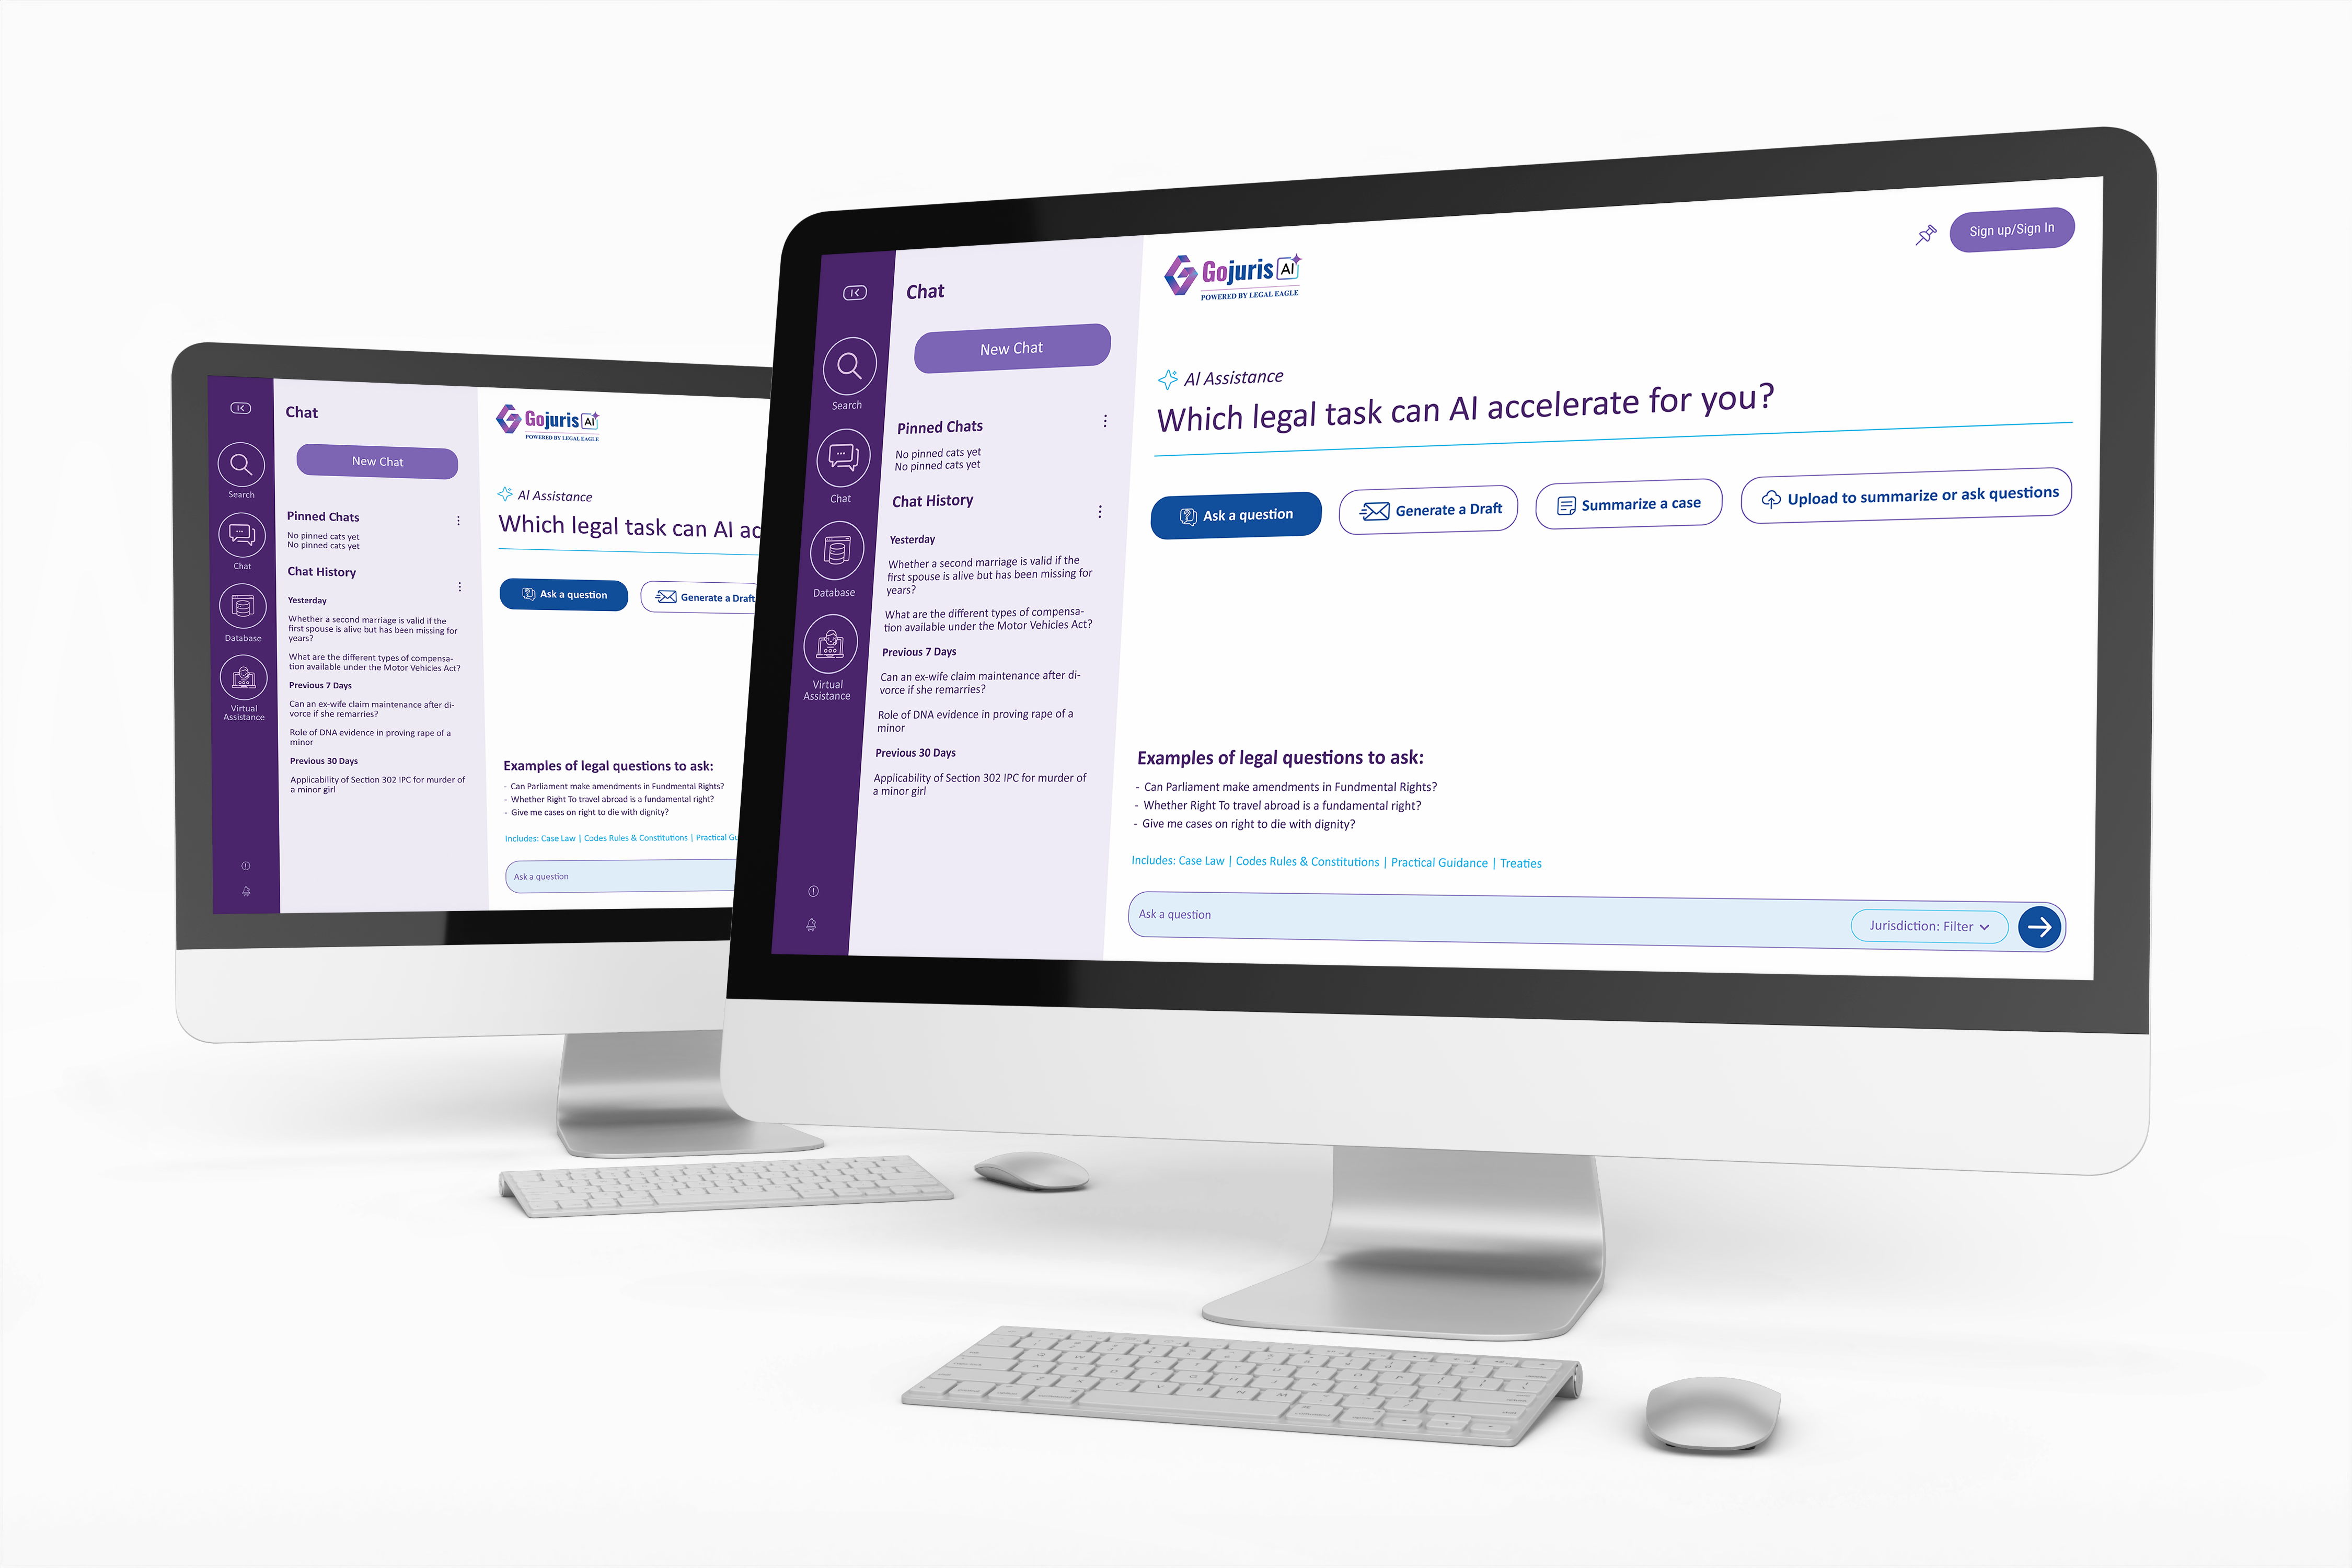 Chat
New Chat
Search
Chat
Database
Virtual
Assistance
Pinned Chats
No pinned cats yet
No pinned cats yet
Chat History
Yesterday
Whether a second marriage is valid if the
first spouse is alive but has been missing for
years?
What are the different types of compensa-
tion available under the Motor Vehicles Act?
Previous 7 Days
Can an ex-wife claim maintenance after di-
vorce if she remarries?
Role of DNA evidence in proving rape of a
minor
Previous 30 Days
Applicability of Section 302 IPC for murder of
a minor girl
Gojuris AI
POWERED BY LEGAL EAGLE
AI Assistance
Which legal task can AI ac
Ask a question
Generate a Draft
Examples of legal questions to ask:
- Can Parliament make amendments in Fundmental Rights?
- Whether Right To travel abroad is a fundamental right?
- Give me cases on right to die with dignity?
Includes: Case Law | Codes Rules & Constitutions | Practical Gu
Ask a question
Chat
New Chat
Search
Chat
Database
Virtual
Assistance
Pinned Chats
No pinned cats yet
No pinned cats yet
Chat History
Yesterday
Whether a second marriage is valid if the
first spouse is alive but has been missing for
years?
What are the different types of compensa-
tion available under the Motor Vehicles Act?
Previous 7 Days
Can an ex-wife claim maintenance after di-
vorce if she remarries?
Role of DNA evidence in proving rape of a
minor
Previous 30 Days
Applicability of Section 302 IPC for murder of
a minor girl
Gojuris AI
POWERED BY LEGAL EAGLE
Sign up/Sign In
AI Assistance
Which legal task can AI accelerate for you?
Ask a question
Generate a Draft
Summarize a case
Upload to summarize or ask questions
Examples of legal questions to ask:
- Can Parliament make amendments in Fundmental Rights?
- Whether Right To travel abroad is a fundamental right?
- Give me cases on right to die with dignity?
Includes: Case Law | Codes Rules & Constitutions | Practical Guidance | Treaties
Ask a question
Jurisdiction: Filter